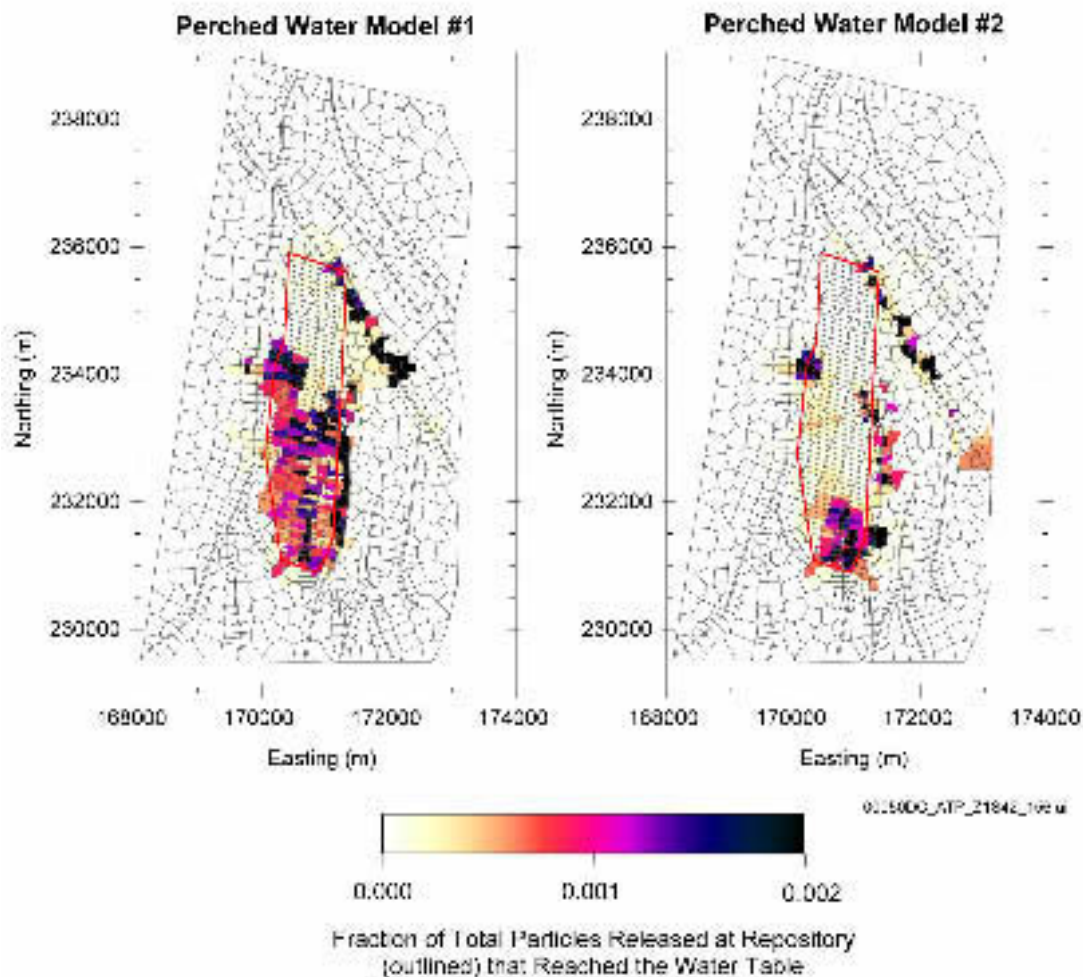 Perched Water Model #1
Perched Water Model #2
238000
236000
234000
232000
230000
Northing (m)
168000
170000
172000
174000
Easting (m)
238000
236000
234000
232000
230000
Northing (m)
168000
170000
172000
174000
Easting (m)
0.000
0.001
0.002
Fraction of Total Particles Released at Repository
(outlined) that Reached the Water Table